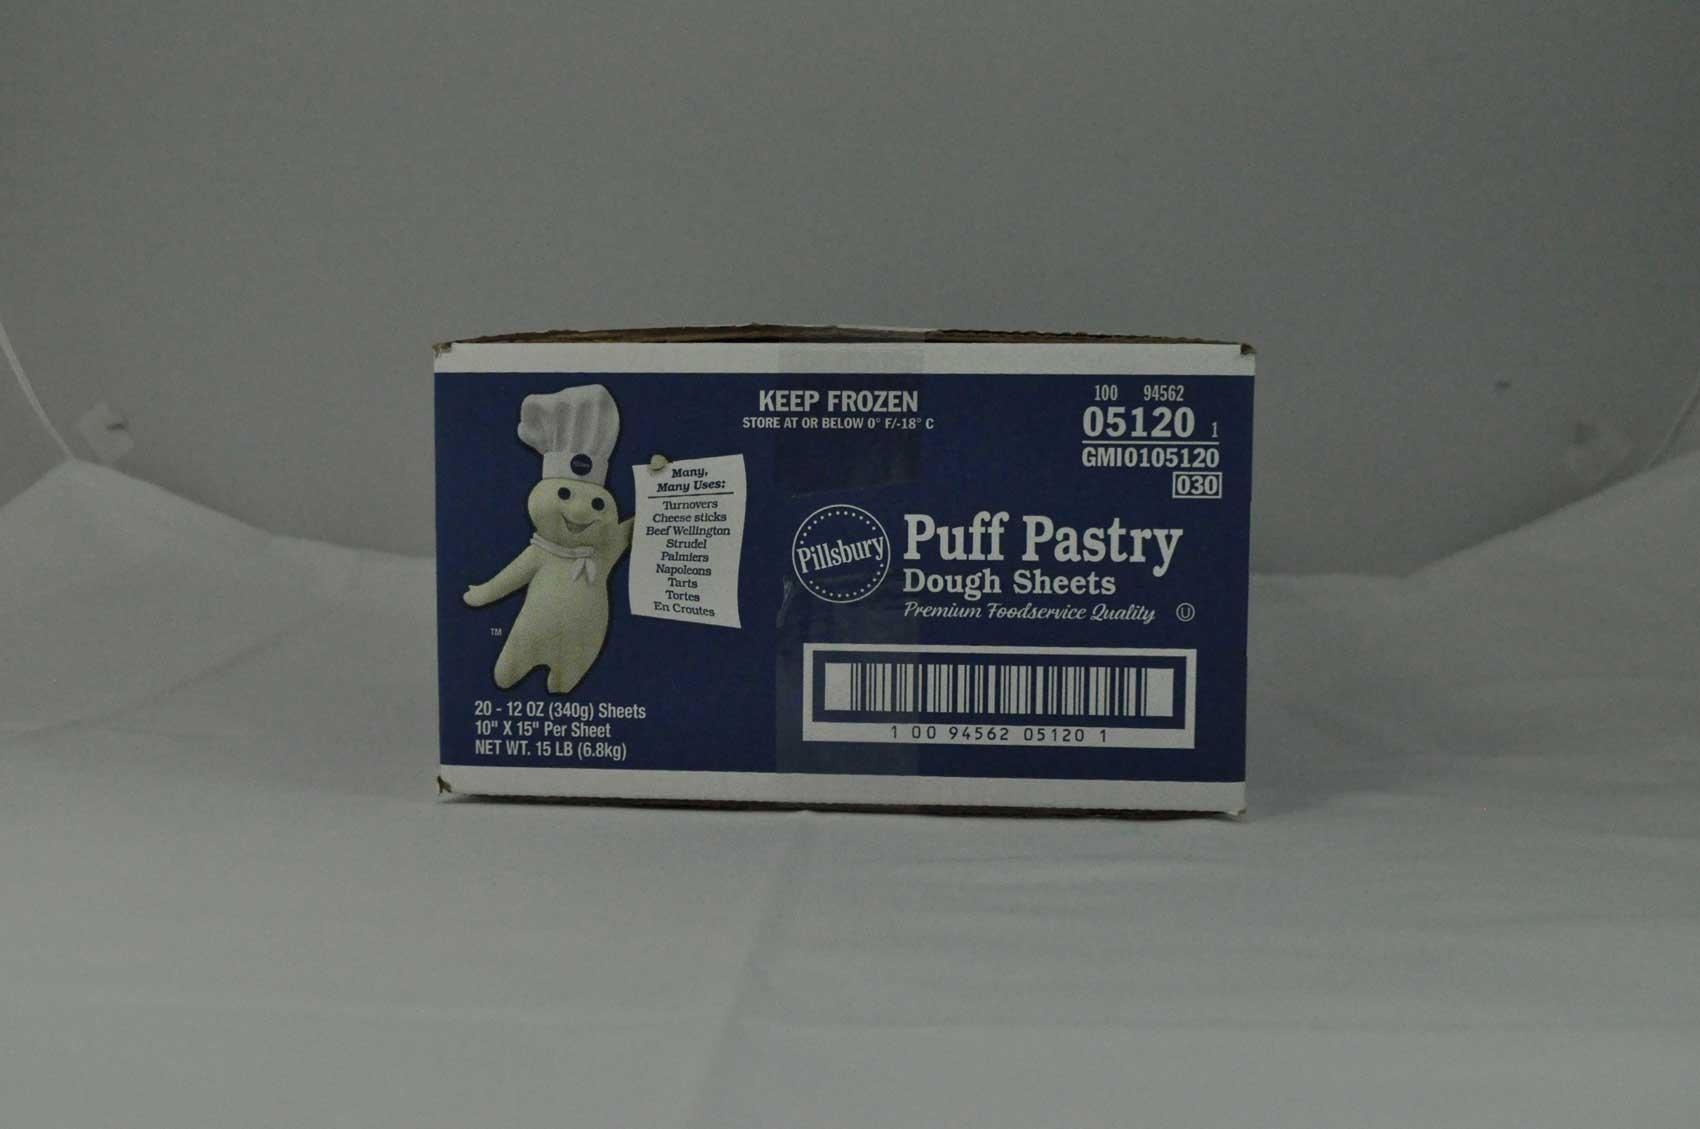 KEEP FROZEN
STORE AT OR BELOW 0° F/-18° C
100 94562
05120 1
GMI0105120
030
Many,
Many Uses:
Turnovers
Cheese sticks
Beef Wellington
Strudel
Palmiers
Napoleons
Tarts
Tortes
En Croutes
TM
Pillsbury
Puff Pastry
Dough Sheets
Premium Foodservice Quality U
20 - 12 OZ (340g) Sheets
10" X 15" Per Sheet
NET WT. 15 LB (6.8kg)
1 00 94562 05120 1